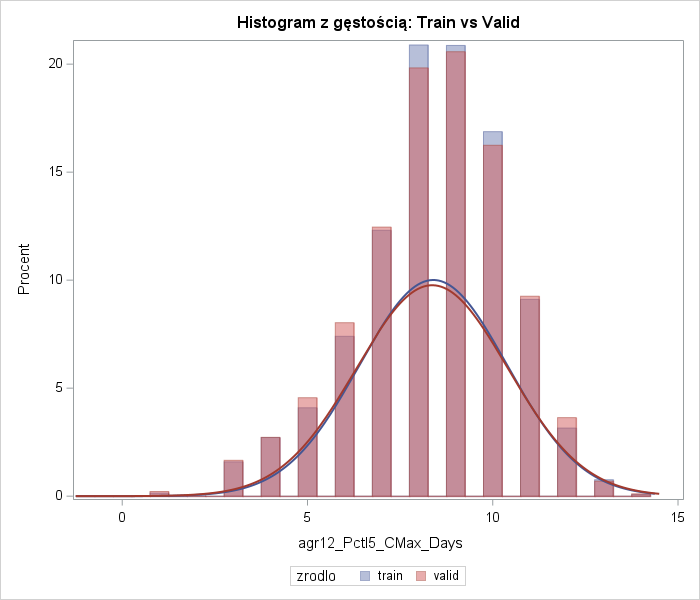 Histogram z gęstością: Train vs Valid
20
15
10
5
0
Procent
0 5 10 15
agr12_Pctl5_CMax_Days
zrodlo train valid